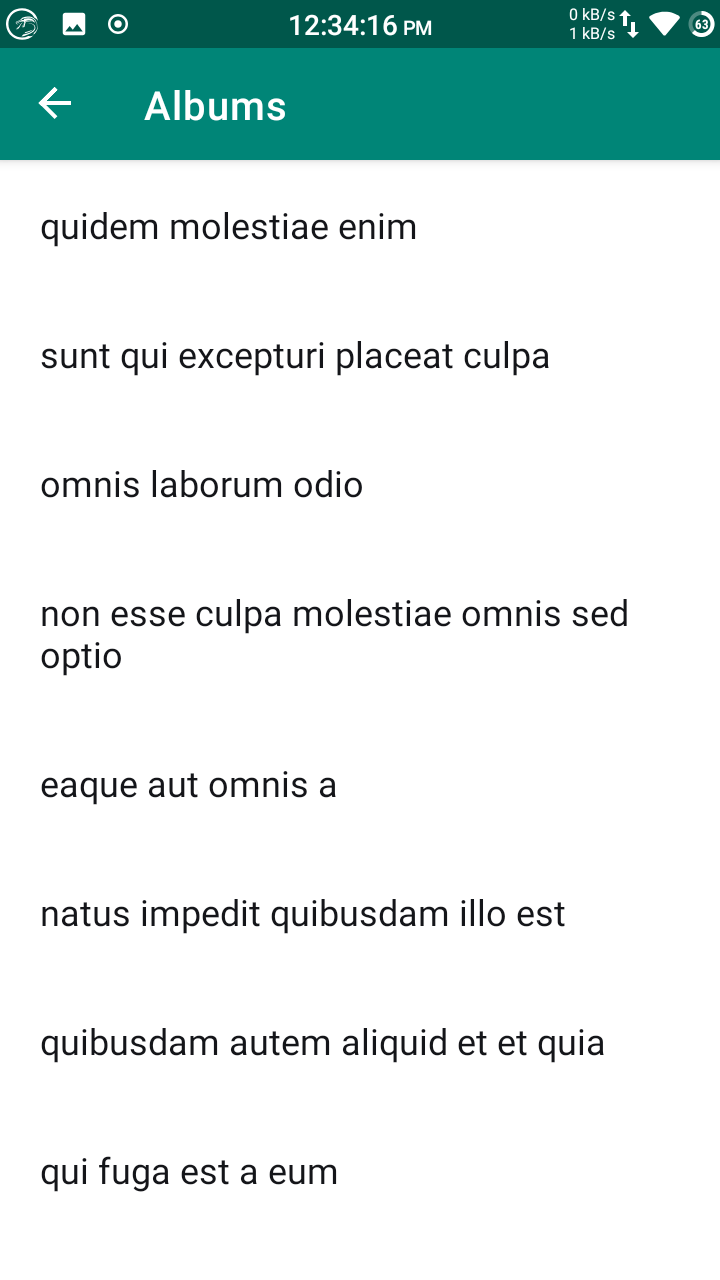 12:34:16 PM
0 kB/s
1 kB/s
63
Albums
quidem molestiae enim
sunt qui excepturi placeat culpa
omnis laborum odio
non esse culpa molestiae omnis sed
optio
eaque aut omnis a
natus impedit quibusdam illo est
quibusdam autem aliquid et et quia
qui fuga est a eum